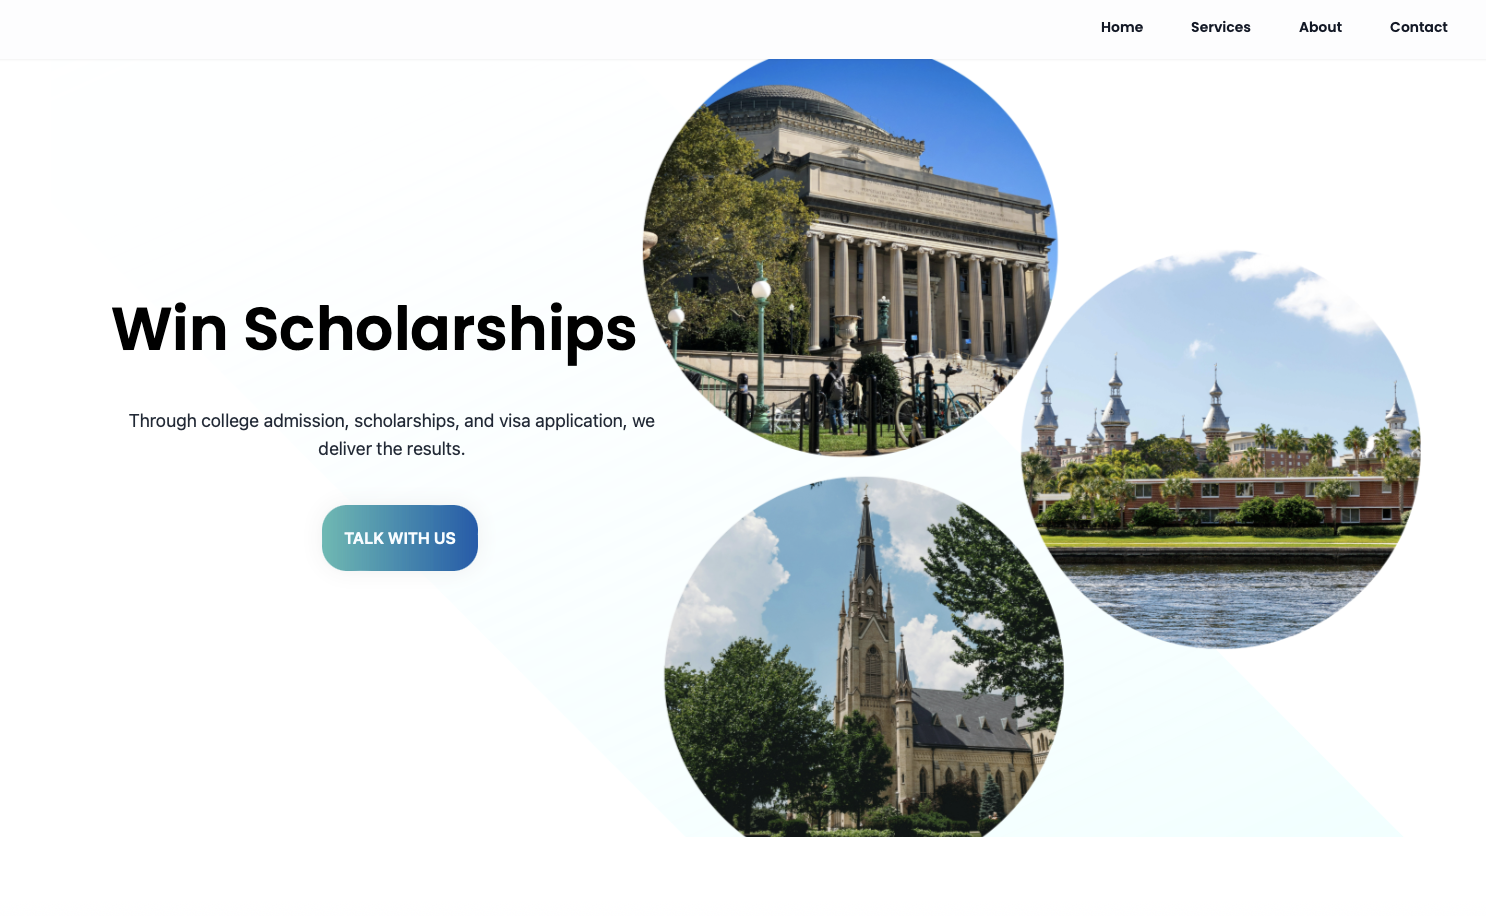 Home Services About Contact
Win Scholarships
Through college admission, scholarships, and visa application, we
deliver the results.
TALK WITH US